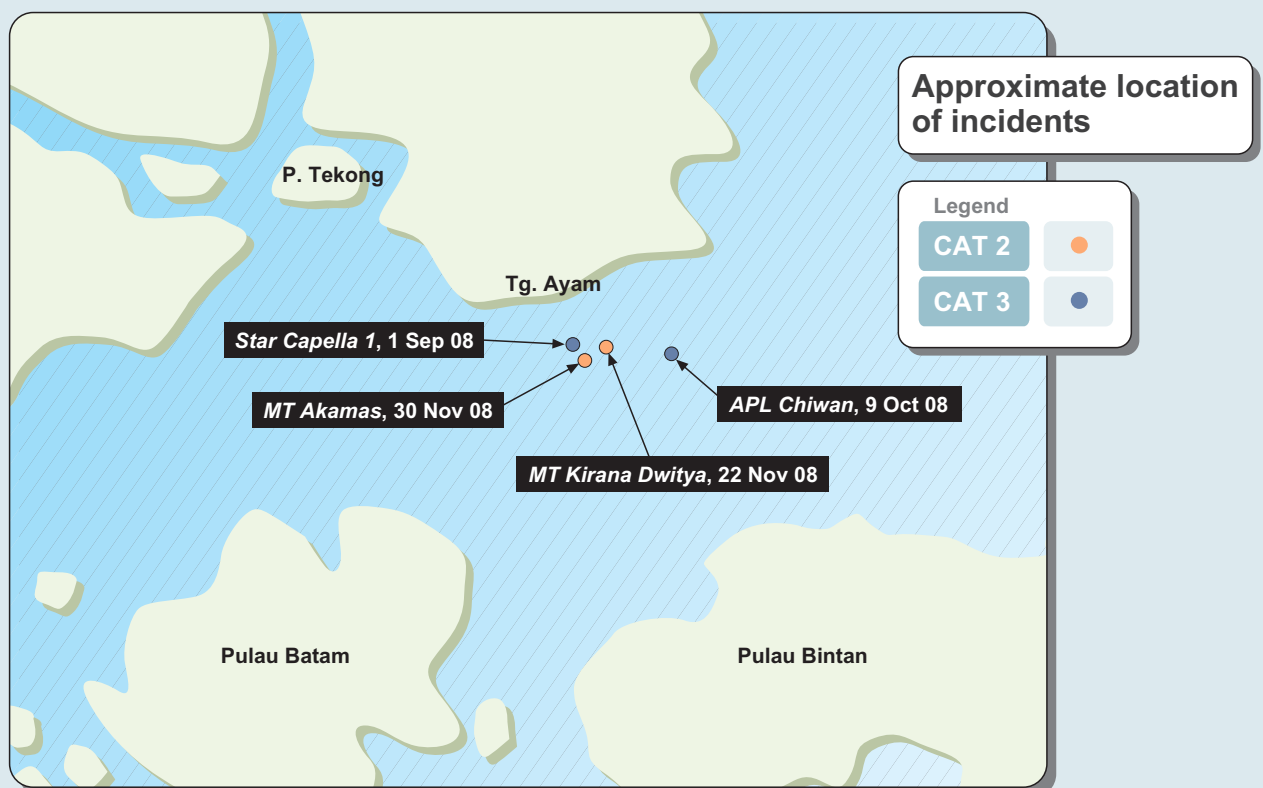 Approximate location
of incidents
Legend
CAT 2
CAT 3
P. Tekong
Tg. Ayam
Star Capella 1, 1 Sep 08
MT Akamas, 30 Nov 08
APL Chiwan, 9 Oct 08
MT Kirana Dwitya, 22 Nov 08
Pulau Batam
Pulau Bintan